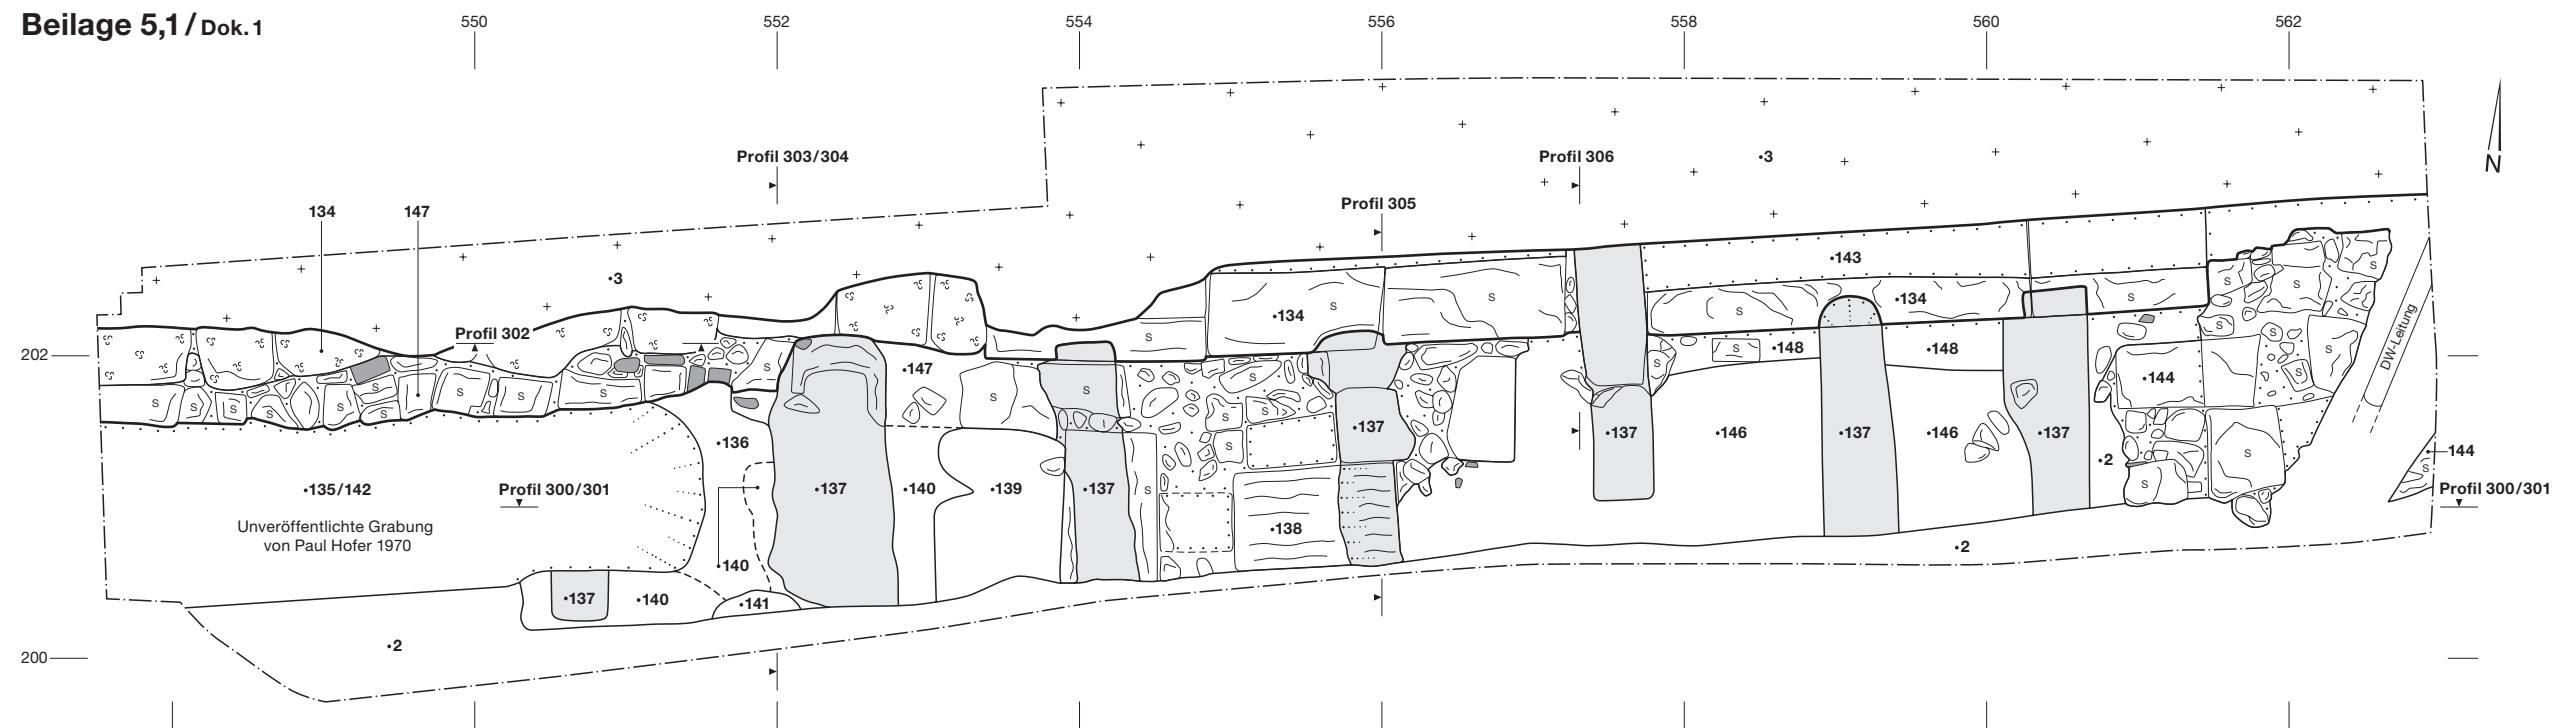 Beilage 5,1 / Dok. 1
550
552
554
556
558
560
562
Profil 303/304
Profil 306
•3
N
134
147
Profil 305
•3
•143
•134
•134
Profil 302
202
•147
•148
•148
•144
DW-Leitung
•136
•137
•137
•146
•137
•146
•137
•2
144
•135/142
Profil 300/301
•137
•140
•139
•137
Profil 300/301
Unveröffentlichte Grabung
von Paul Hofer 1970
•138
•2
•140
•137
•140
•141
•2
200
S S S S S S S S S S S S
S S S S S S S S
S S S S S
S S S S S S S S S S S